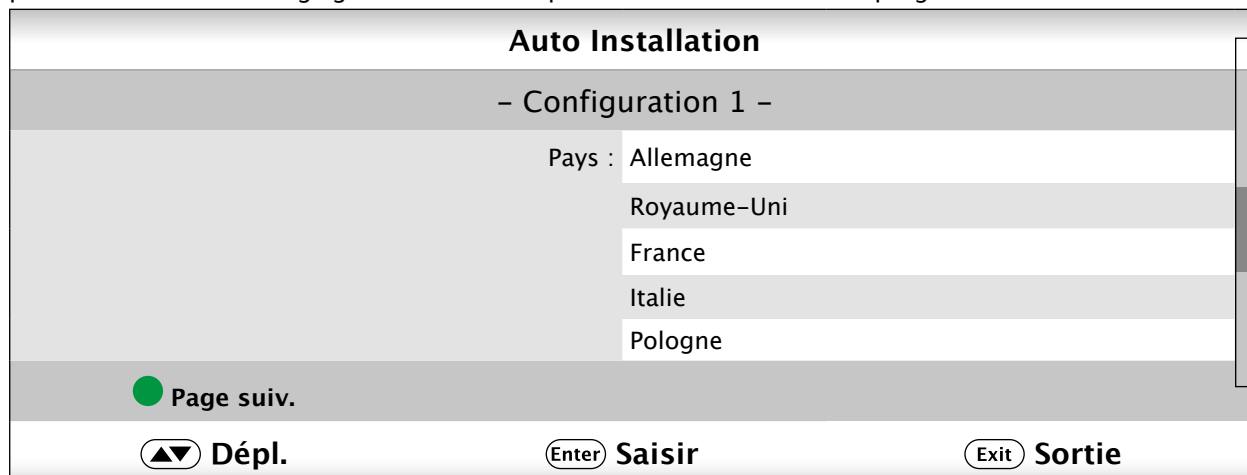 Auto Installation
– Configuration 1 –
Pays : Allemagne
Royaume–Uni
France
Italie
Pologne
Page suiv.
▲▼ Dépl. Enter Saisir Exit Sortie